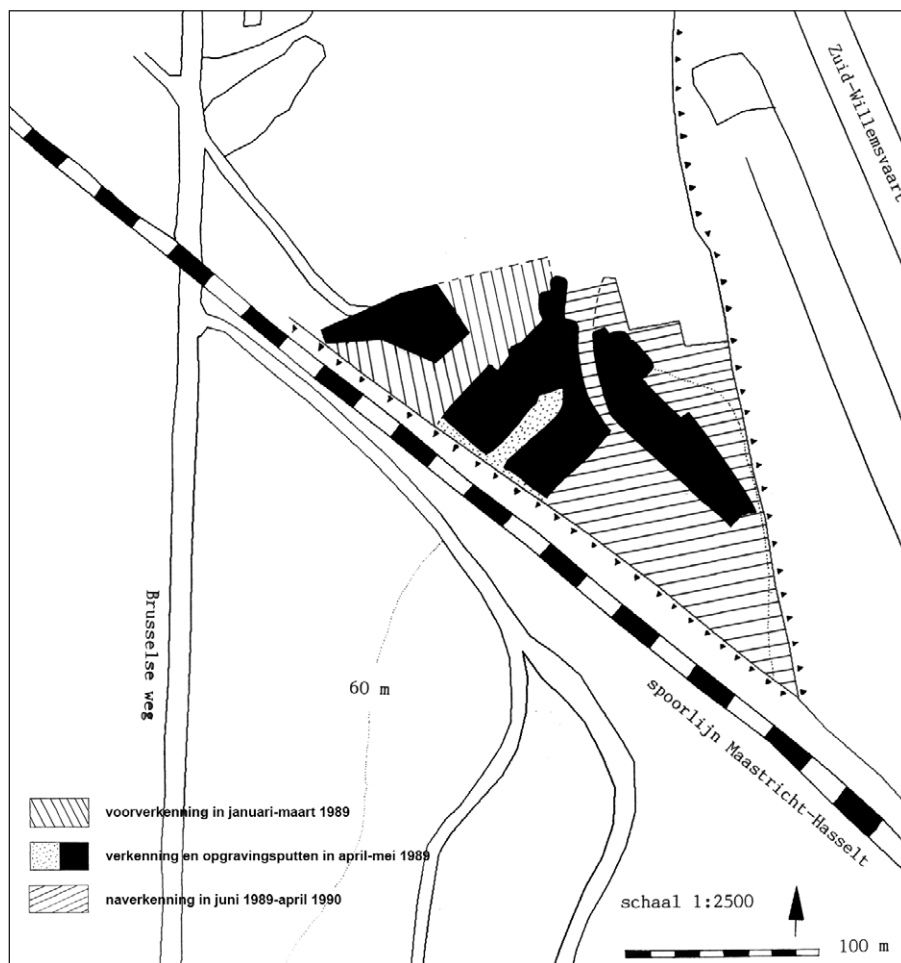 Zuid-Willemsvaart
Brusselse weg
60 m
spoorlijn Maastricht-Hasselt
voorverkenning in januari-maart 1989
verkenning en opgravingsputten in april-mei 1989
naverkenning in juni 1989-april 1990
schaal 1:2500
100 m